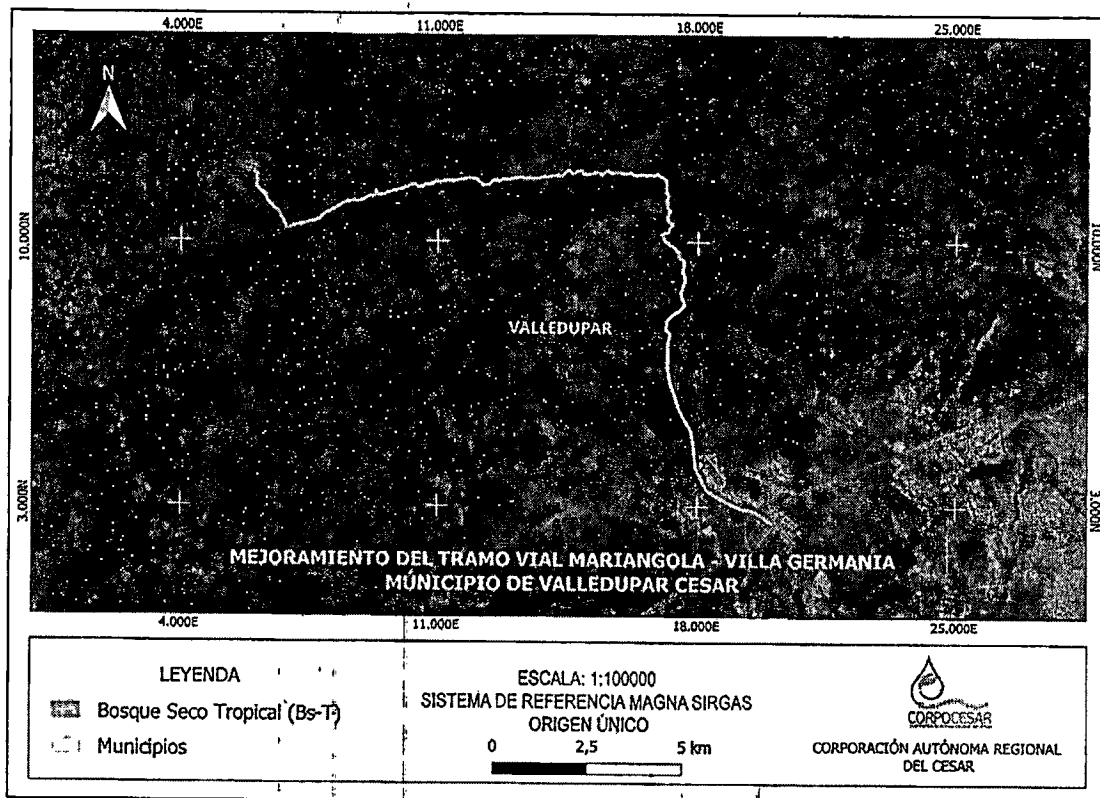 4.000E 11.000E 18.000E 25.000E
N
10.000N 10.000N
VALLEDUPAR
3.000N 3.000N
MEJORAMIENTO DEL TRAMO VIAL MARIANGOLA - VILLA GERMANIA
MUNICIPIO DE VALLEDUPAR CESAR
4.000E 11.000E 18.000E 25.000E
LEYENDA
Bosque Seco Tropical (Bs-T)
Municipios
ESCALA: 1:100000
SISTEMA DE REFERENCIA MAGNA SIRGAS
ORIGEN ÚNICO
0 2,5 5 km
CORPOCESAR
CORPORACIÓN AUTÓNOMA REGIONAL
DEL CESAR